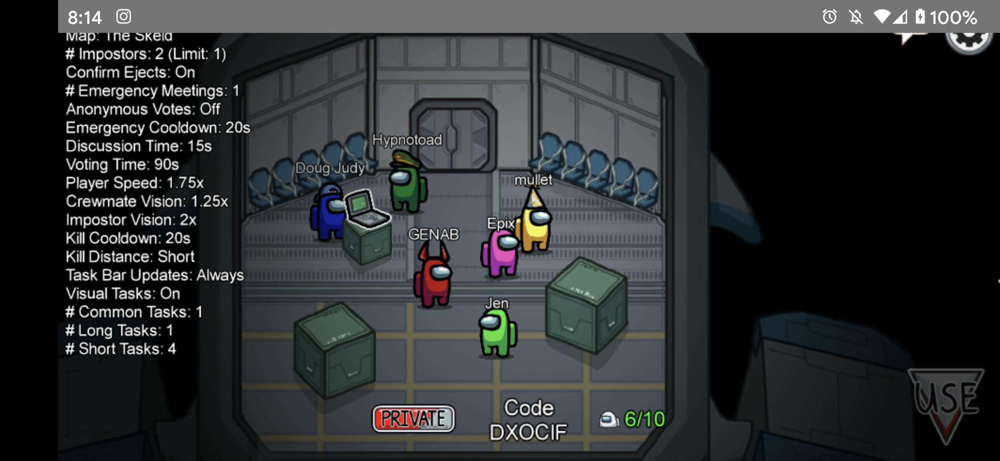 8:14
100%
Map: The Skeld
# Impostors: 2 (Limit: 1)
Confirm Ejects: On
# Emergency Meetings: 1
Anonymous Votes: Off
Emergency Cooldown: 20s
Discussion Time: 15s
Voting Time: 90s
Player Speed: 1.75x
Crewmate Vision: 1.25x
Impostor Vision: 2x
Kill Cooldown: 20s
Kill Distance: Short
Task Bar Updates: Always
Visual Tasks: On
# Common Tasks: 1
# Long Tasks: 1
# Short Tasks: 4
Hypnotoad
Doug Judy
mullet
Epix
GENAB
Jen
PRIVATE
Code
DXOCIF
6/10
USE